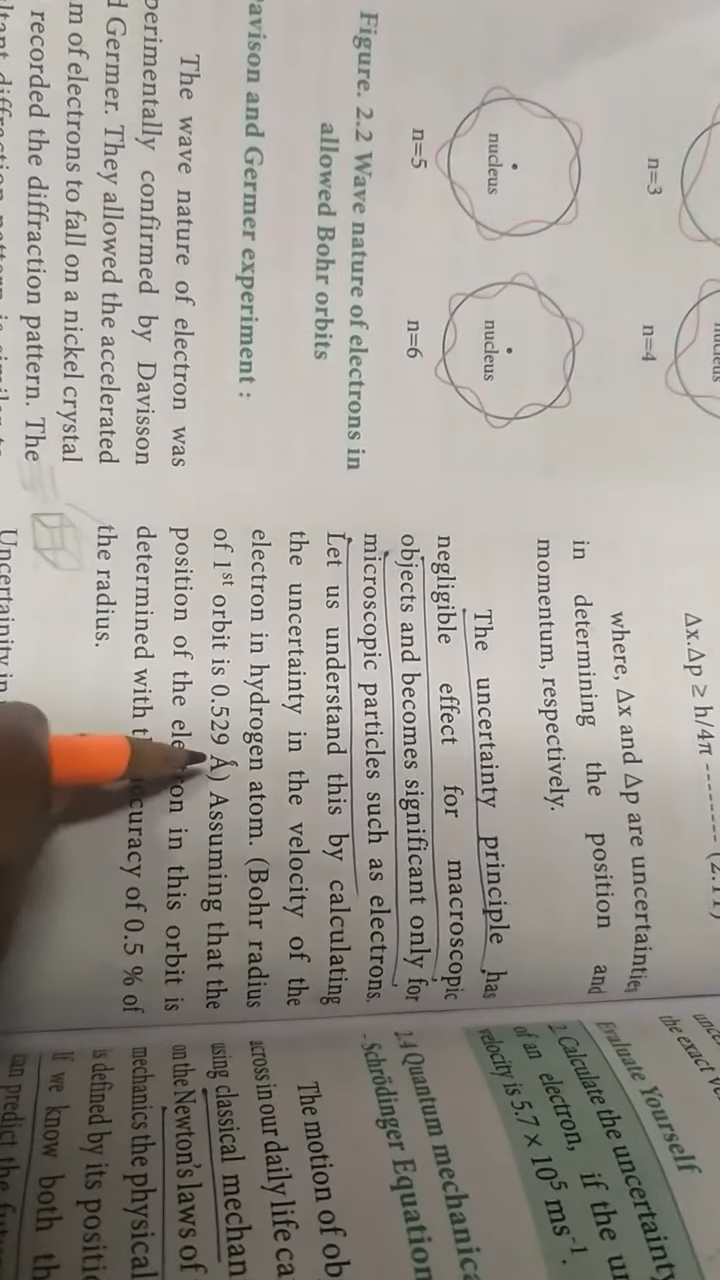 n=3
nucleus
n=4
nucleus
n=5
nucleus
n=6
Figure. 2.2 Wave nature of electrons in
allowed Bohr orbits
avison and Germer experiment :
The wave nature of electron was
perimentally confirmed by Davisson
d Germer. They allowed the accelerated
m of electrons to fall on a nickel crystal
recorded the diffraction pattern. The
Δx.Δp ≥ h/4π -------- (2.11)
where, Δx and Δp are uncertainties
in determining the position and
momentum, respectively.
The uncertainty principle has
negligible effect for macroscopic
objects and becomes significant only for
microscopic particles such as electrons.
Let us understand this by calculating
the uncertainty in the velocity of the
electron in hydrogen atom. (Bohr radius
of 1st orbit is 0.529 Å) Assuming that the
position of the ele ron in this orbit is
determined with t ccuracy of 0.5 % of
the radius.
Uncertainity in
the exact v
Evaluate Yourself
2 Calculate the uncertainty
of an electron, if the u
velocity is 5.7 × 10⁵ ms⁻¹.
2.4 Quantum mechanica
- Schrödinger Equation
The motion of ob
across in our daily life ca
using classical mechan
on the Newton's laws of
mechanics the physical
is defined by its positi
If we know both th
can predict the